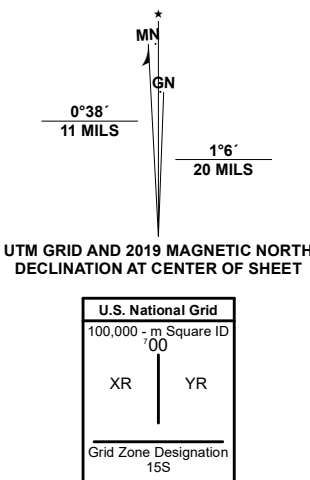 MN
GN
0°38´
11 MILS
1°6´
20 MILS
UTM GRID AND 2019 MAGNETIC NORTH
DECLINATION AT CENTER OF SHEET
U.S. National Grid
100,000 - m Square ID
⁷00
XR YR
Grid Zone Designation
15S